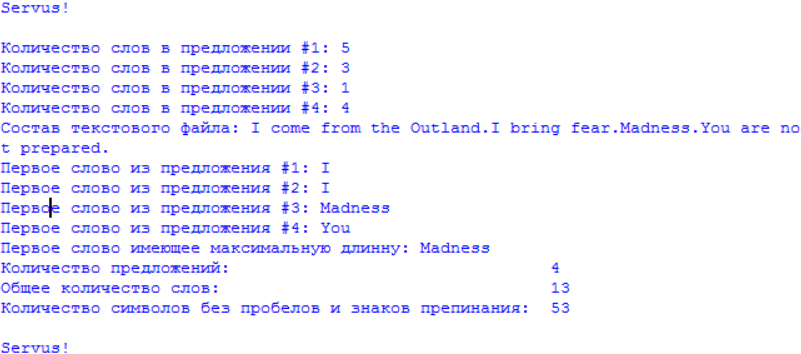 Servus!
Количество слов в предложении #1: 5
Количество слов в предложении #2: 3
Количество слов в предложении #3: 1
Количество слов в предложении #4: 4
Состав текстового файла: I come from the Outland.I bring fear.Madness.You are no
t prepared.
Первое слово из предложения #1: I
Первое слово из предложения #2: I
Первое слово из предложения #3: Madness
Первое слово из предложения #4: You
Первое слово имеющее максимальную длинну: Madness
Количество предложений: 4
Общее количество слов: 13
Количество символов без пробелов и знаков препинания: 53
Servus!